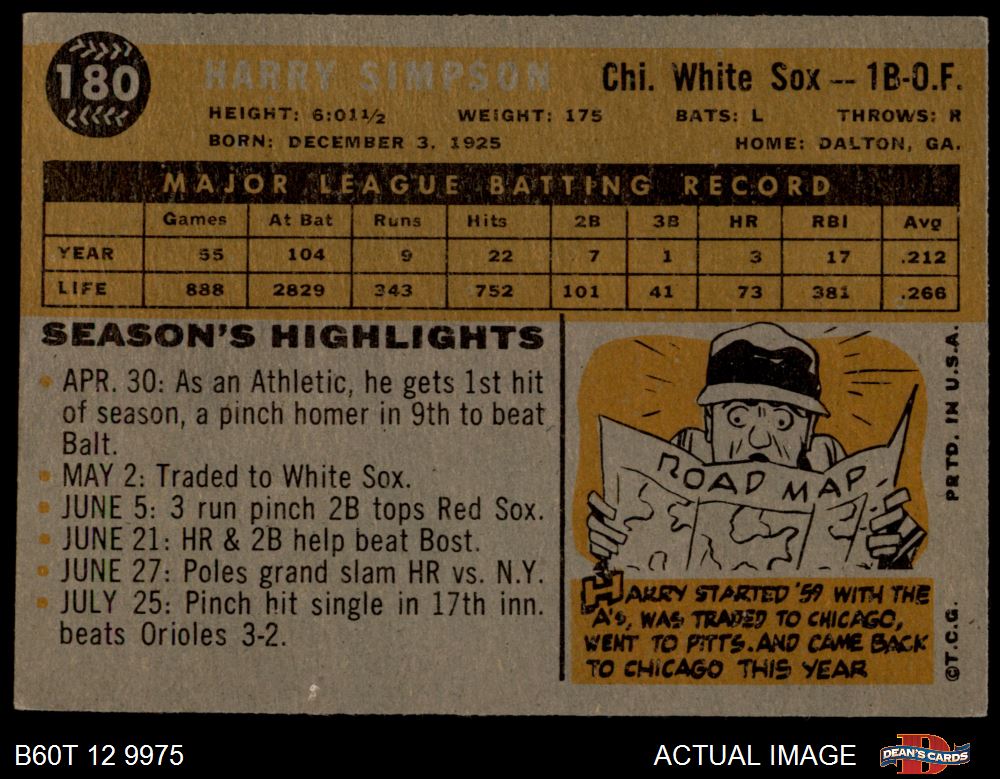 180
HARRY SIMPSON Chi. White Sox -- 1B-O.F.
HEIGHT: 6:01½ WEIGHT: 175 BATS: L THROWS: R
BORN: DECEMBER 3, 1925 HOME: DALTON, GA.
MAJOR LEAGUE BATTING RECORD
Games At Bat Runs Hits 2B 3B HR RBI Avg
YEAR 55 104 9 22 7 1 3 17 .212
LIFE 888 2829 343 752 101 41 73 381 .266
SEASON'S HIGHLIGHTS
• APR. 30: As an Athletic, he gets 1st hit
of season, a pinch homer in 9th to beat
Balt.
• MAY 2: Traded to White Sox.
• JUNE 5: 3 run pinch 2B tops Red Sox.
• JUNE 21: HR & 2B help beat Bost.
• JUNE 27: Poles grand slam HR vs. N.Y.
• JULY 25: Pinch hit single in 17th inn.
beats Orioles 3-2.
ROAD MAP
HARRY STARTED '59 WITH THE
A's, WAS TRADED TO CHICAGO,
WENT TO PITTS. AND CAME BACK
TO CHICAGO THIS YEAR
©T.C.G. PRTD. IN U.S.A.
B60T 12 9975 ACTUAL IMAGE DEAN'S CARDS